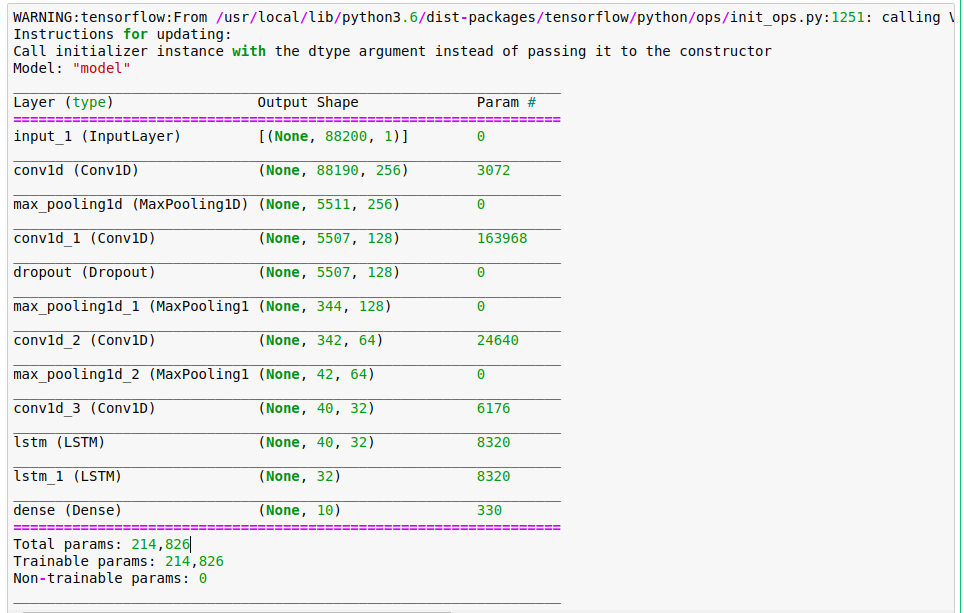 WARNING:tensorflow:From /usr/local/lib/python3.6/dist-packages/tensorflow/python/ops/init_ops.py:1251: calling
Instructions for updating:
Call initializer instance with the dtype argument instead of passing it to the constructor
Model: "model"
_________________________________________________________________
Layer (type)                 Output Shape              Param #
=================================================================
input_1 (InputLayer)         [(None, 88200, 1)]        0
_________________________________________________________________
conv1d (Conv1D)              (None, 88190, 256)        3072
_________________________________________________________________
max_pooling1d (MaxPooling1D) (None, 5511, 256)         0
_________________________________________________________________
conv1d_1 (Conv1D)            (None, 5507, 128)         163968
_________________________________________________________________
dropout (Dropout)            (None, 5507, 128)         0
_________________________________________________________________
max_pooling1d_1 (MaxPooling1 (None, 344, 128)          0
_________________________________________________________________
conv1d_2 (Conv1D)            (None, 342, 64)           24640
_________________________________________________________________
max_pooling1d_2 (MaxPooling1 (None, 42, 64)            0
_________________________________________________________________
conv1d_3 (Conv1D)            (None, 40, 32)            6176
_________________________________________________________________
lstm (LSTM)                  (None, 40, 32)            8320
_________________________________________________________________
lstm_1 (LSTM)                (None, 32)                8320
_________________________________________________________________
dense (Dense)                (None, 10)                330
=================================================================
Total params: 214,826
Trainable params: 214,826
Non-trainable params: 0
_________________________________________________________________